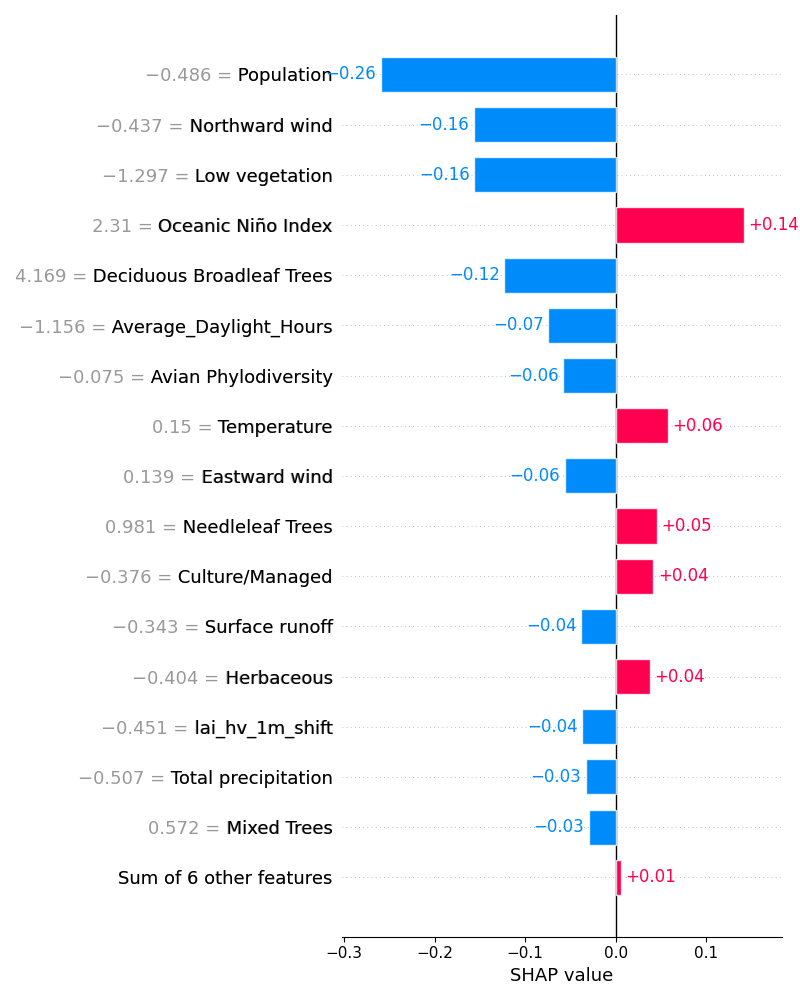 −0.486 = Population −0.26
−0.437 = Northward wind −0.16
−1.297 = Low vegetation −0.16
2.31 = Oceanic Niño Index +0.14
4.169 = Deciduous Broadleaf Trees −0.12
−1.156 = Average_Daylight_Hours −0.07
−0.075 = Avian Phylodiversity −0.06
0.15 = Temperature +0.06
0.139 = Eastward wind −0.06
0.981 = Needleleaf Trees +0.05
−0.376 = Culture/Managed +0.04
−0.343 = Surface runoff −0.04
−0.404 = Herbaceous +0.04
−0.451 = lai_hv_1m_shift −0.04
−0.507 = Total precipitation −0.03
0.572 = Mixed Trees −0.03
Sum of 6 other features +0.01
−0.3 −0.2 −0.1 0.0 0.1
SHAP value